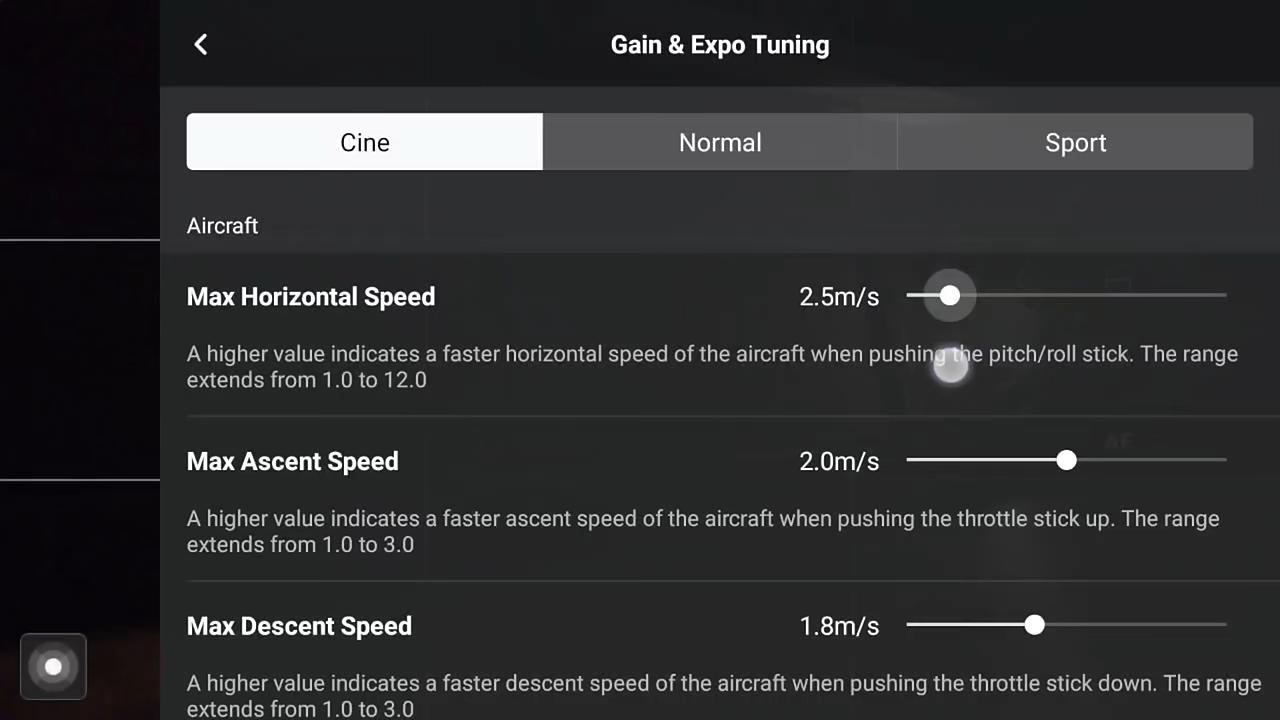 Gain & Expo Tuning
Cine
Normal
Sport
Aircraft
Max Horizontal Speed
2.5m/s
A higher value indicates a faster horizontal speed of the aircraft when pushing the pitch/roll stick. The range
extends from 1.0 to 12.0
AF
Max Ascent Speed
2.0m/s
A higher value indicates a faster ascent speed of the aircraft when pushing the throttle stick up. The range
extends from 1.0 to 3.0
Max Descent Speed
1.8m/s
A higher value indicates a faster descent speed of the aircraft when pushing the throttle stick down. The range
extends from 1.0 to 3.0